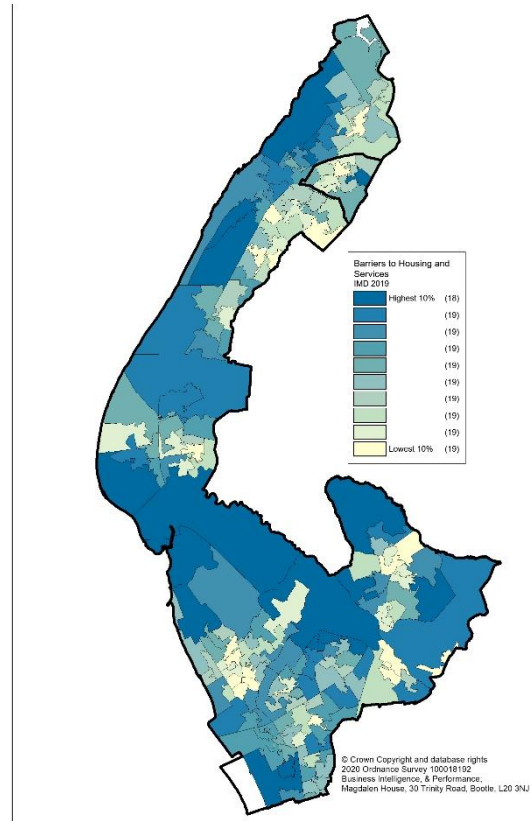 Barriers to Housing and
Services
IMD 2019
Highest 10% (18)
(19)
(19)
(19)
(19)
(19)
(19)
(19)
(19)
Lowest 10% (19)
© Crown Copyright and database rights
2020 Ordnance Survey 100018192
Business Intelligence, & Performance,
Magdalen House, 30 Trinity Road, Bootle, L20 3NJ